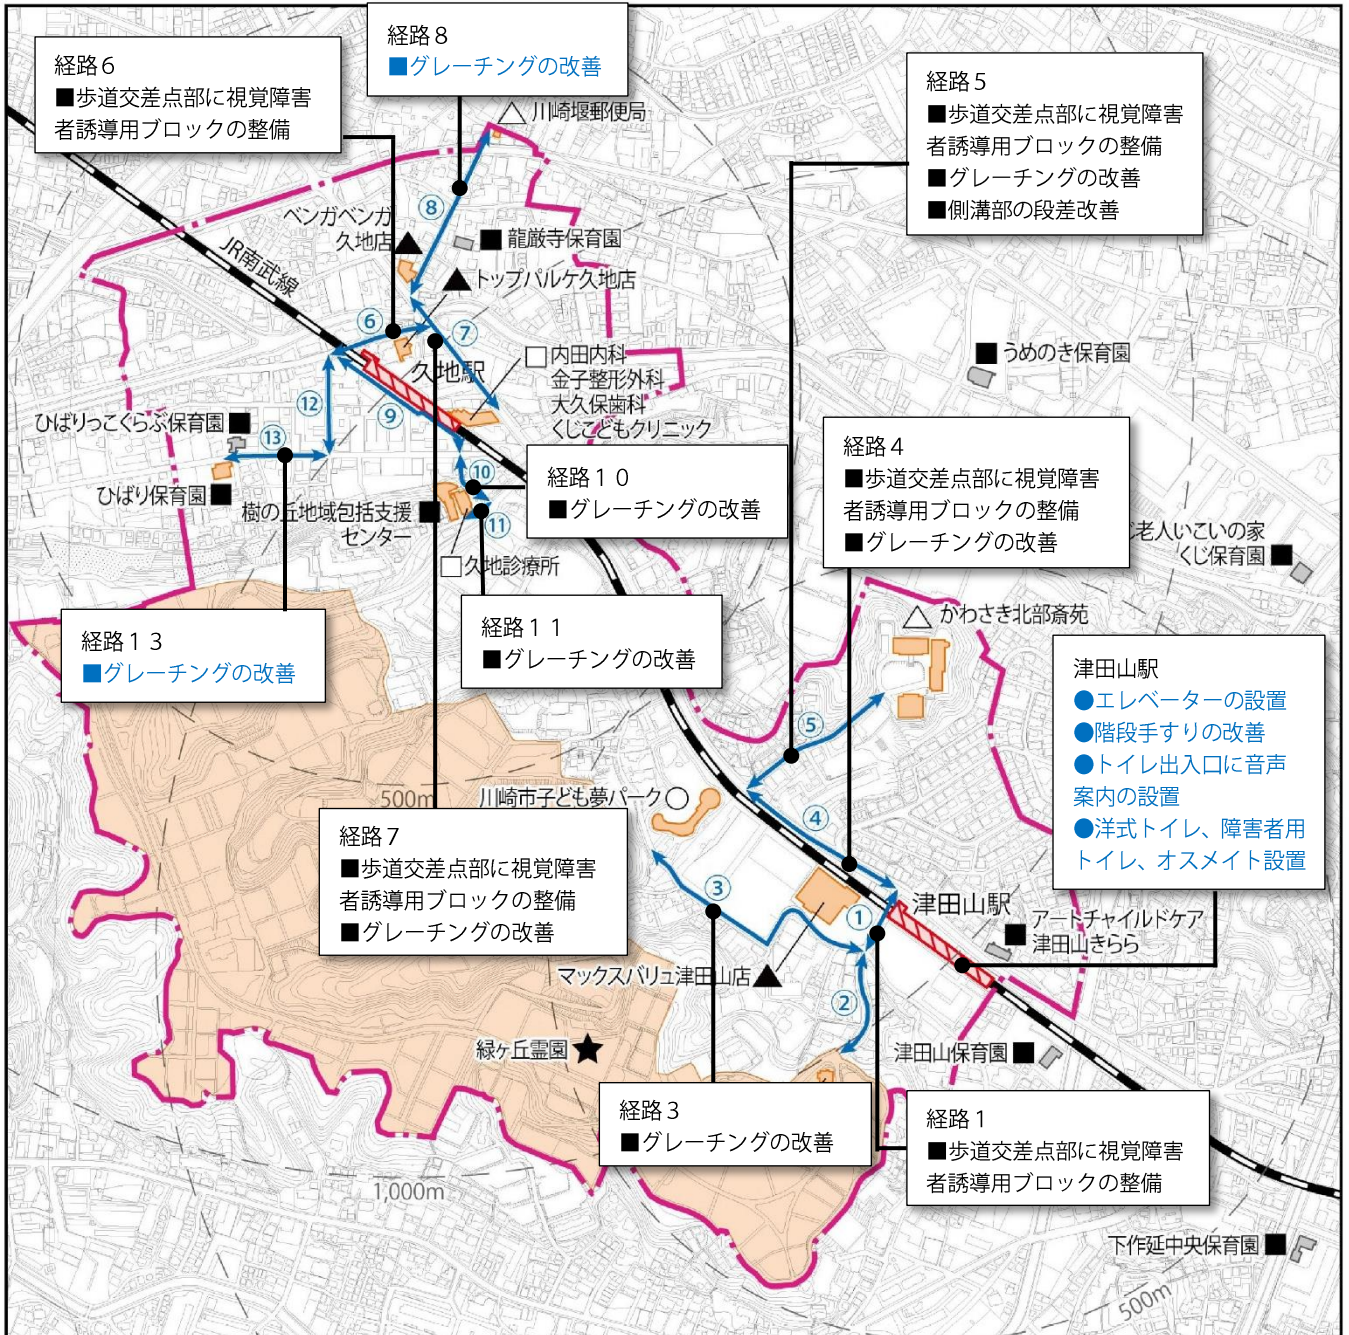 経路８
■グレーチングの改善
経路６
■歩道交差点部に視覚障害
者誘導用ブロックの整備
経路５
■歩道交差点部に視覚障害
者誘導用ブロックの整備
■グレーチングの改善
■側溝部の段差改善
川崎堰郵便局
⑧
ベンガベンガ
久地店
龍厳寺保育園
JR南武線
トップパルケ久地店
⑥
⑦
うめのき保育園
久地駅
内田内科
金子整形外科
大久保歯科
くじこどもクリニック
⑫
⑨
ひばりっこくらぶ保育園
⑬
ひばり保育園
⑩
経路１０
■グレーチングの改善
経路４
■歩道交差点部に視覚障害
者誘導用ブロックの整備
■グレーチングの改善
樹の丘地域包括支援
センター
⑪
久地診療所
老人いこいの家
くじ保育園
経路１３
■グレーチングの改善
経路１１
■グレーチングの改善
かわさき北部斎苑
津田山駅
●エレベーターの設置
●階段手すりの改善
●トイレ出入口に音声
案内の設置
●洋式トイレ、障害者用
トイレ、オスメイト設置
⑤
500m
川崎市子ども夢パーク
④
経路７
■歩道交差点部に視覚障害
者誘導用ブロックの整備
■グレーチングの改善
③
①
津田山駅
アートチャイルドケア
津田山きらら
マックスバリュ津田山店
②
緑ヶ丘霊園
津田山保育園
経路３
■グレーチングの改善
経路１
■歩道交差点部に視覚障害
者誘導用ブロックの整備
1,000m
下作延中央保育園
500m